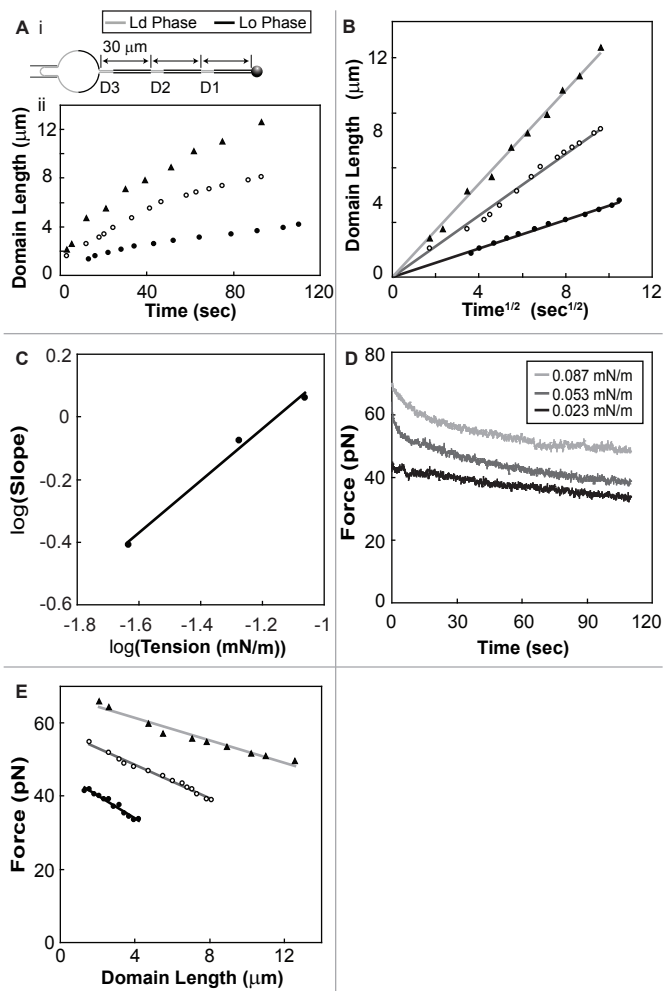 A i
Ld Phase
Lo Phase
30 μm
D3
D2
D1
ii
Domain Length (μm)
12
8
4
0
0
40
80
120
Time (sec)
B
Domain Length (μm)
12
8
4
0
4
8
12
Time1/2 (sec1/2)
C
log(Slope)
0.2
0
-0.2
-0.4
-0.6
-1.8
-1.6
-1.4
-1.2
-1
log(Tension (mN/m))
D
Force (pN)
80
60
40
20
0
0.087 mN/m
0.053 mN/m
0.023 mN/m
0
30
60
90
120
Time (sec)
E
Force (pN)
60
40
20
0
0
4
8
12
Domain Length (μm)